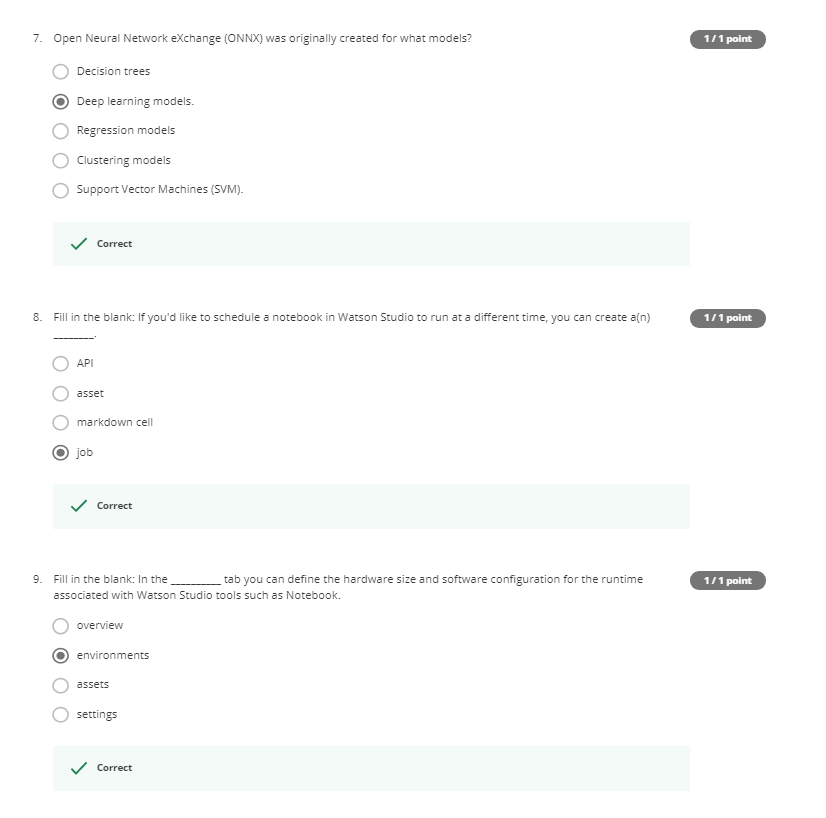 7. Open Neural Network eXchange (ONNX) was originally created for what models?
1 / 1 point
Decision trees
Deep learning models.
Regression models
Clustering models
Support Vector Machines (SVM).
Correct
8. Fill in the blank: If you'd like to schedule a notebook in Watson Studio to run at a different time, you can create a(n)
1 / 1 point
________.
API
asset
markdown cell
job
Correct
9. Fill in the blank: In the __________ tab you can define the hardware size and software configuration for the runtime
1 / 1 point
associated with Watson Studio tools such as Notebook.
overview
environments
assets
settings
Correct